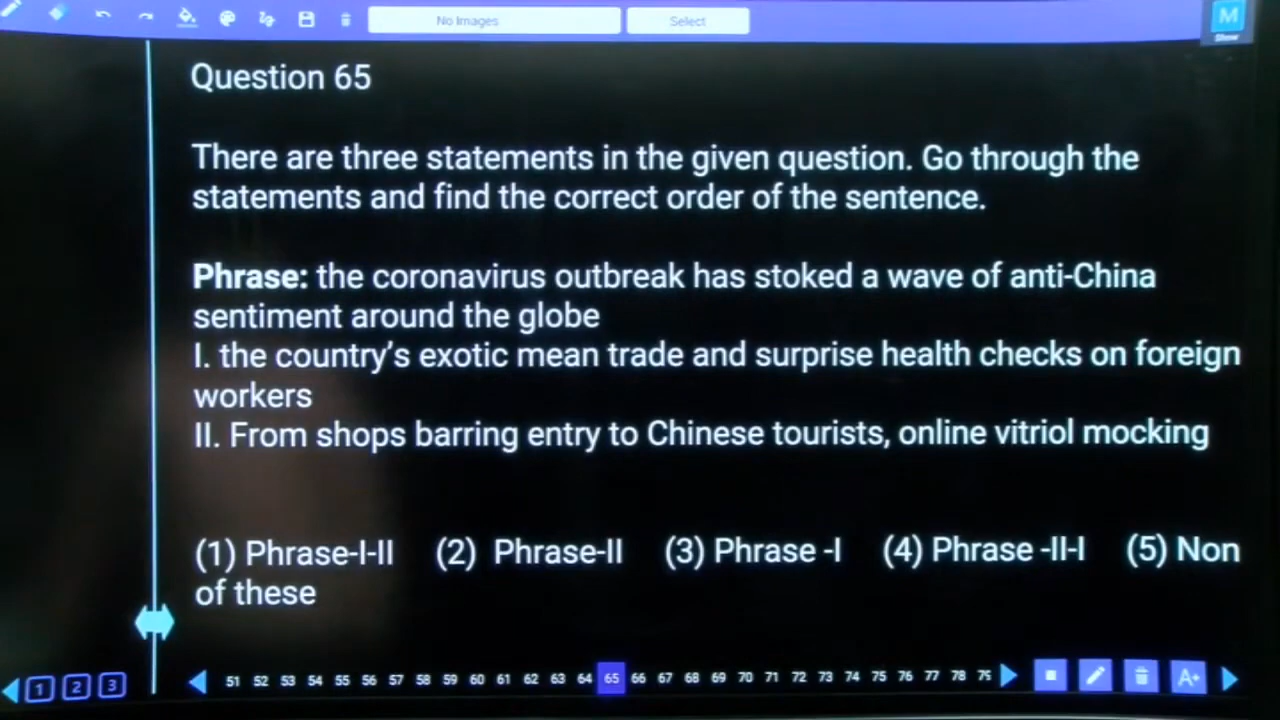 No Images
Select
M
Show
Question 65
There are three statements in the given question. Go through the
statements and find the correct order of the sentence.
Phrase: the coronavirus outbreak has stoked a wave of anti-China
sentiment around the globe
I. the country's exotic mean trade and surprise health checks on foreign
workers
II. From shops barring entry to Chinese tourists, online vitriol mocking
(1) Phrase-I-II (2) Phrase-II (3) Phrase -I (4) Phrase -II-I (5) Non
of these
1 2 3 51 52 53 54 55 56 57 58 59 60 61 62 63 64 65 66 67 68 69 70 71 72 73 74 75 76 77 78 A+